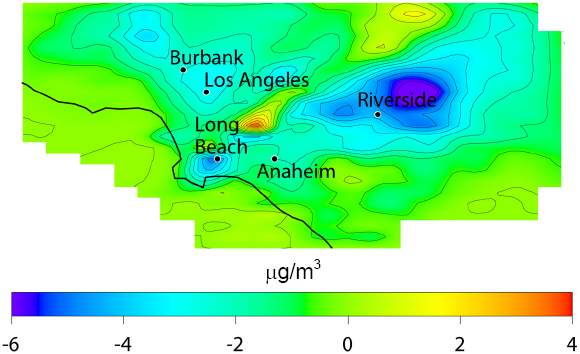 Burbank
Los Angeles
Riverside
Long
Beach
Anaheim
μg/m³
-6 -4 -2 0 2 4